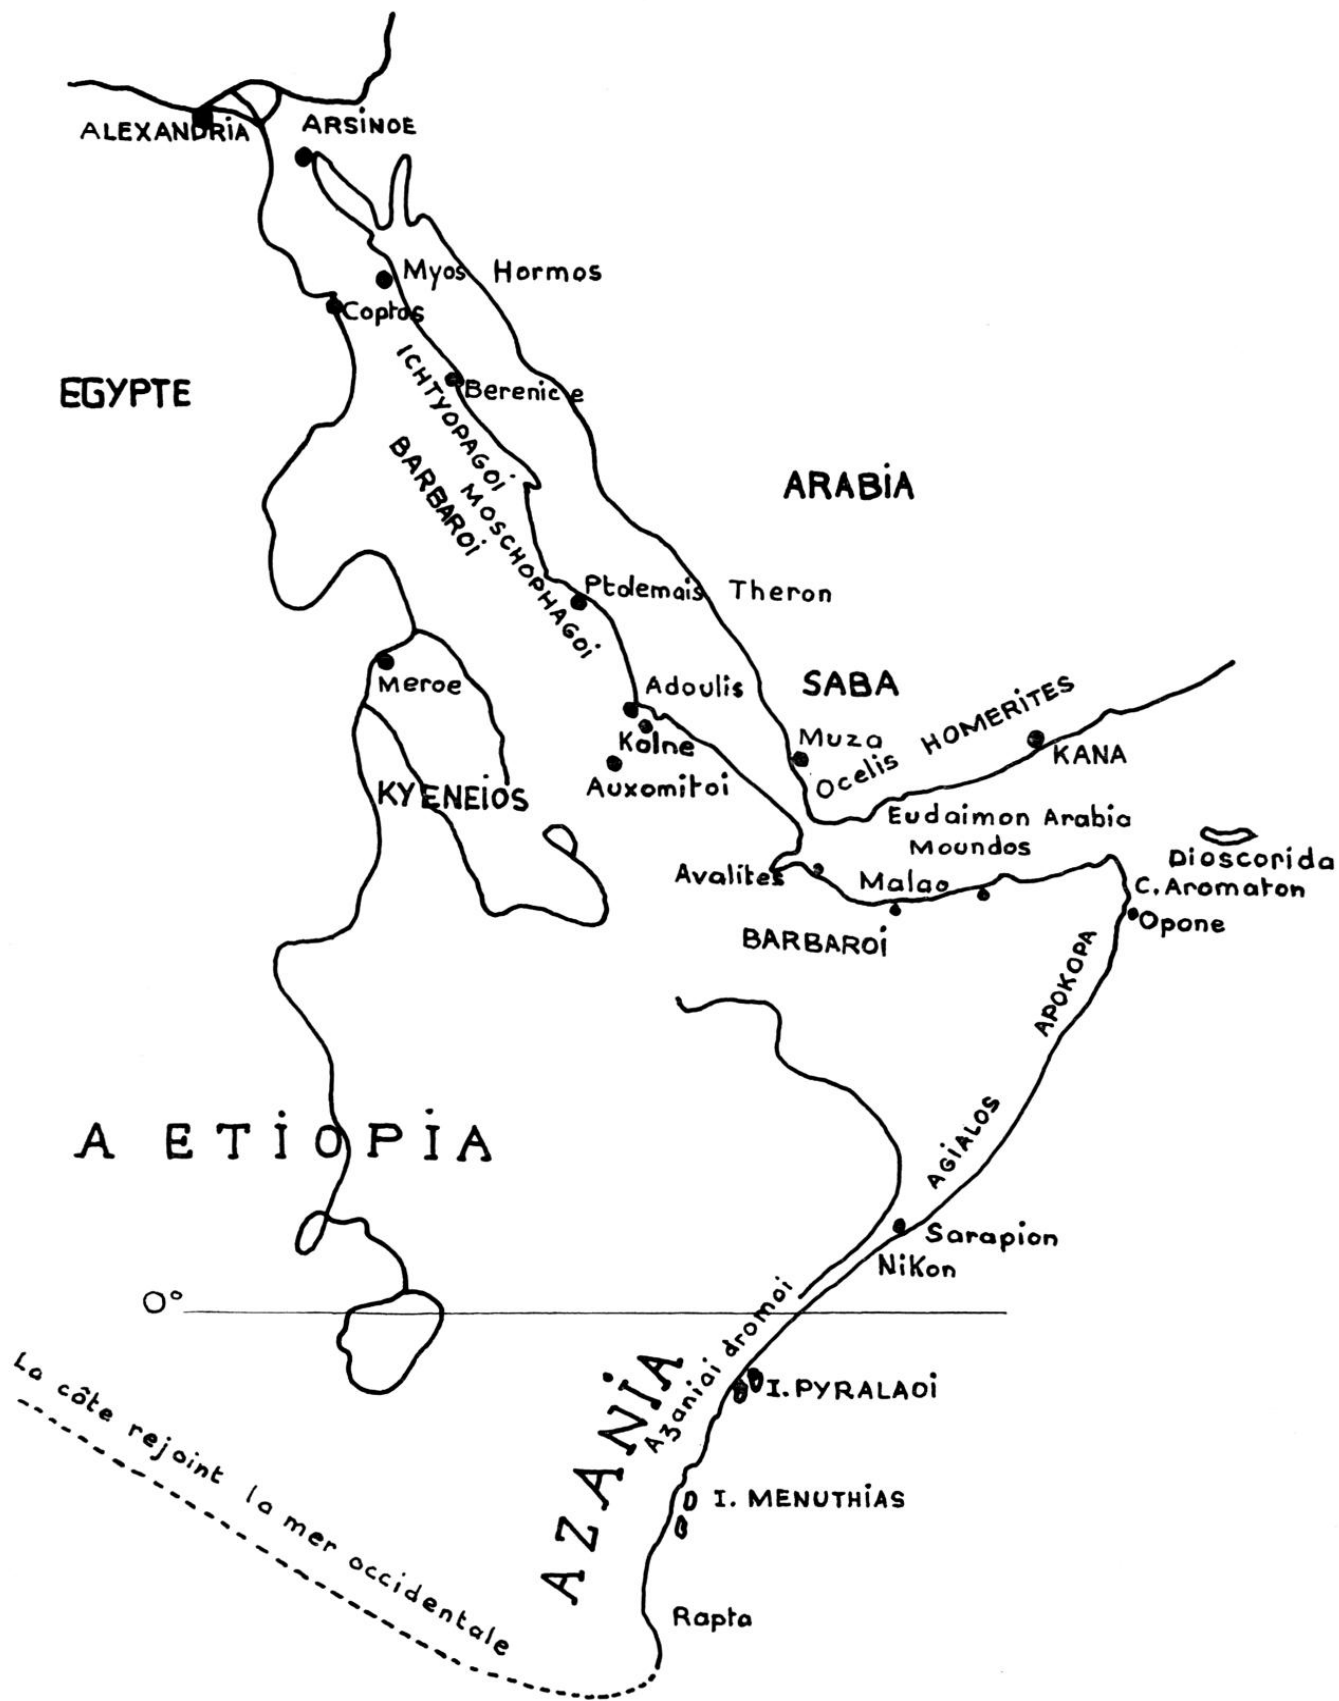 ALEXANDRIA
ARSINOE
Myos Hormos
Coptos
EGYPTE
ICHTYOPAGOI
Berenice
BARBAROI
MOSCHOPHAGOI
ARABIA
Ptolemais Theron
Meroe
Adoulis
SABA
HOMERITES
Kolne
Muza
Ocelis
KANA
Auxomitoi
KYENEIOS
Eudaimon Arabia
Moundos
Dioscorida
Avalites
Malao
C. Aromaton
Opone
BARBAROI
APOKOPA
AETIOPIA
AGIALOS
Sarapion
Nikon
0°
Azaniai dromoi
AZANIA
I. PYRALAOI
La côte rejoint la mer occidentale
I. MENUTHIAS
Rapta